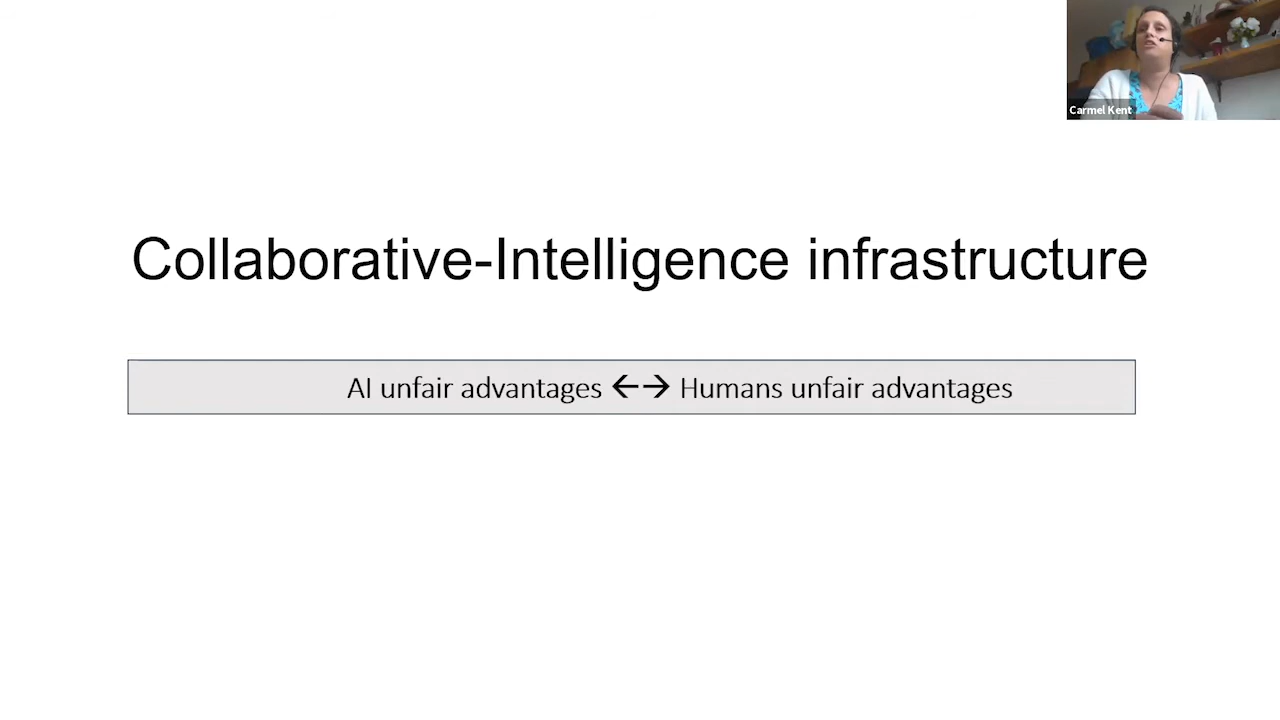 Carmel Kent
Collaborative-Intelligence infrastructure
AI unfair advantages ←→ Humans unfair advantages